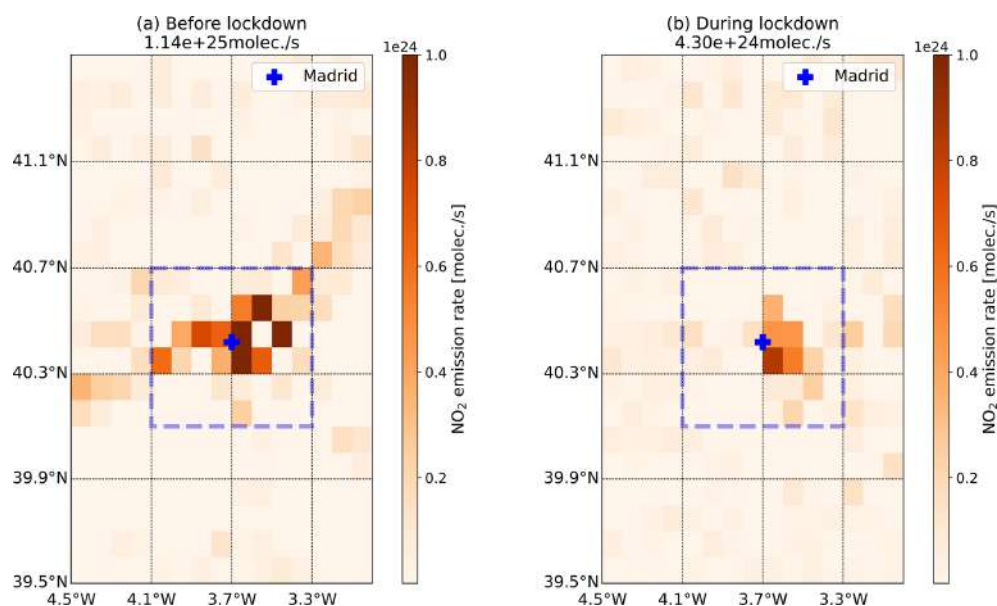 (a) Before lockdown
1.14e+25molec./s
1e24
1.0
Madrid
41.1°N
0.8
40.7°N
0.6
40.3°N
0.4
39.9°N
0.2
39.5°N
4.5°W
4.1°W
3.7°W
3.3°W
NO₂ emission rate [molec./s]
(b) During lockdown
4.30e+24molec./s
1e24
1.0
Madrid
41.1°N
0.8
40.7°N
0.6
40.3°N
0.4
39.9°N
0.2
39.5°N
4.5°W
4.1°W
3.7°W
3.3°W
NO₂ emission rate [molec./s]